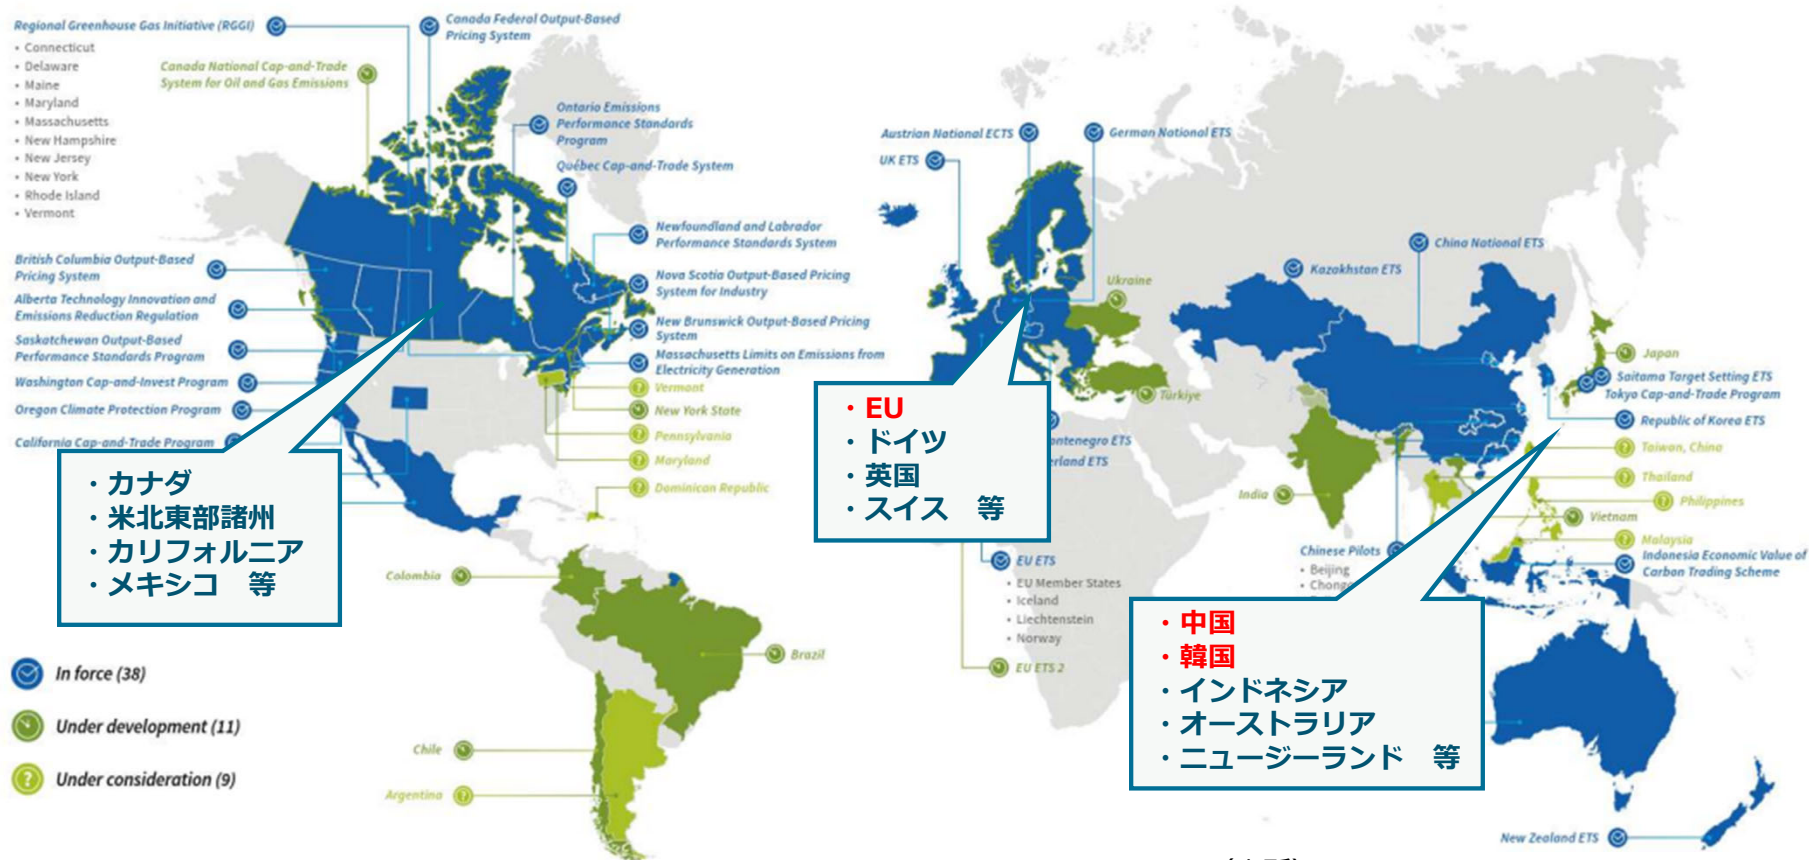 Regional Greenhouse Gas Initiative (RGGI)
• Connecticut
• Delaware
• Maine
• Maryland
• Massachusetts
• New Hampshire
• New Jersey
• New York
• Rhode Island
• Vermont
Canada National Cap-and-Trade
System for Oil and Gas Emissions
Canada Federal Output-Based
Pricing System
Ontario Emissions
Performance Standards
Program
Québec Cap-and-Trade System
Newfoundland and Labrador
Performance Standards System
Nova Scotia Output-Based Pricing
System for Industry
New Brunswick Output-Based Pricing
System
Massachusetts Limits on Emissions from
Electricity Generation
Vermont
New York State
Pennsylvania
Maryland
Dominican Republic
British Columbia Output-Based
Pricing System
Alberta Technology Innovation and
Emissions Reduction Regulation
Saskatchewan Output-Based
Performance Standards Program
Washington Cap-and-Invest Program
Oregon Climate Protection Program
California Cap-and-Trade Program
・カナダ
・米北東部諸州
・カリフォルニア
・メキシコ 等
In force (38)
Under development (11)
Under consideration (9)
Colombia
Brazil
Chile
Argentina
Austrian National ECTS
German National ETS
UK ETS
Ukraine
Türkiye
・EU
・ドイツ
・英国
・スイス 等
ontenegro ETS
erland ETS
EU ETS
• EU Member States
• Iceland
• Liechtenstein
• Norway
EU ETS 2
Kazakhstan ETS
China National ETS
Japan
Saitama Target Setting ETS
Tokyo Cap-and-Trade Program
Republic of Korea ETS
Taiwan, China
Thailand
Philippines
Vietnam
Malaysia
Indonesia Economic Value of
Carbon Trading Scheme
India
Chinese Pilots
• Beijing
• Chong
・中国
・韓国
・インドネシア
・オーストラリア
・ニュージーランド 等
New Zealand ETS